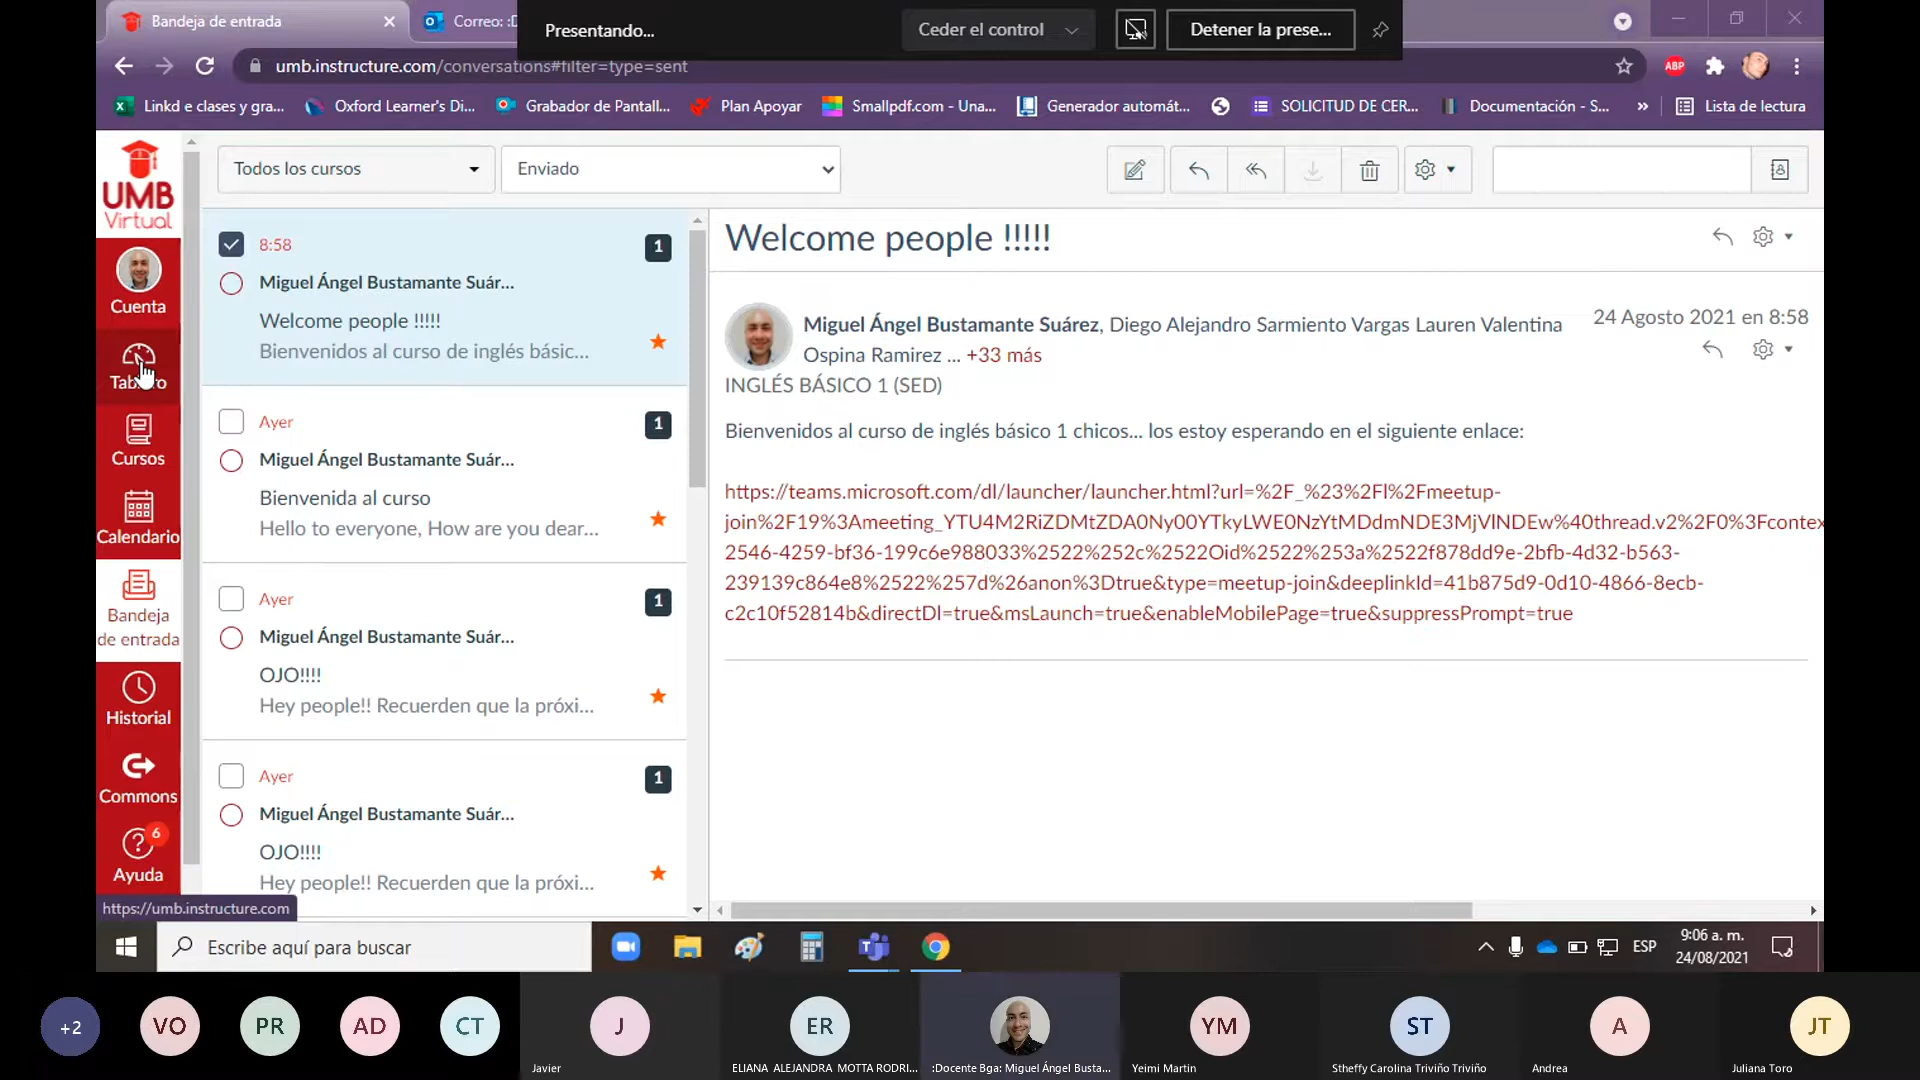 Bandeja de entrada
Correo: :D
Presentando...
Ceder el control
Detener la prese...
umb.instructure.com/conversations#filter=type=sent
ABP
Linkd e clases y gra...
Oxford Learner's Di...
Grabador de Pantall...
Plan Apoyar
Smallpdf.com - Una...
Generador automát...
SOLICITUD DE CER...
Documentación - S...
»
Lista de lectura
UMB
Virtual
Todos los cursos
Enviado
Cuenta
Cursos
Calendario
Bandeja
de entrada
Historial
Commons
6
Ayuda
8:58
1
Miguel Ángel Bustamante Suár...
Welcome people !!!!!
Bienvenidos al curso de inglés básic...
Ayer
1
Miguel Ángel Bustamante Suár...
Bienvenida al curso
Hello to everyone, How are you dear...
Ayer
1
Miguel Ángel Bustamante Suár...
OJO!!!!
Hey people!! Recuerden que la próxi...
Ayer
1
Miguel Ángel Bustamante Suár...
OJO!!!!
Hey people!! Recuerden que la próxi...
Welcome people !!!!!
Miguel Ángel Bustamante Suárez, Diego Alejandro Sarmiento Vargas Lauren Valentina
Ospina Ramirez ... +33 más
24 Agosto 2021 en 8:58
INGLÉS BÁSICO 1 (SED)
Bienvenidos al curso de inglés básico 1 chicos... los estoy esperando en el siguiente enlace:
https://teams.microsoft.com/dl/launcher/launcher.html?url=%2F_%23%2Fl%2Fmeetup-
join%2F19%3Ameeting_YTU4M2RiZDMtZDA0Ny00YTkyLWE0NzYtMDdmNDE3MjVlNDEw%40thread.v2%2F0%3Fcontex
2546-4259-bf36-199c6e988033%2522%252c%2522Oid%2522%253a%2522f878dd9e-2bfb-4d32-b563-
239139c864e8%2522%257d%26anon%3Dtrue&type=meetup-join&deeplinkId=41b875d9-0d10-4866-8ecb-
c2c10f52814b&directDl=true&msLaunch=true&enableMobilePage=true&suppressPrompt=true
https://umb.instructure.com
Escribe aquí para buscar
ESP
9:06 a. m.
24/08/2021
+2
VO
PR
AD
CT
J
Javier
ER
ELIANA ALEJANDRA MOTTA RODRI...
:Docente Bga: Miguel Ángel Busta...
YM
Yeimi Martin
ST
Stheffy Carolina Triviño Triviño
A
Andrea
JT
Juliana Toro